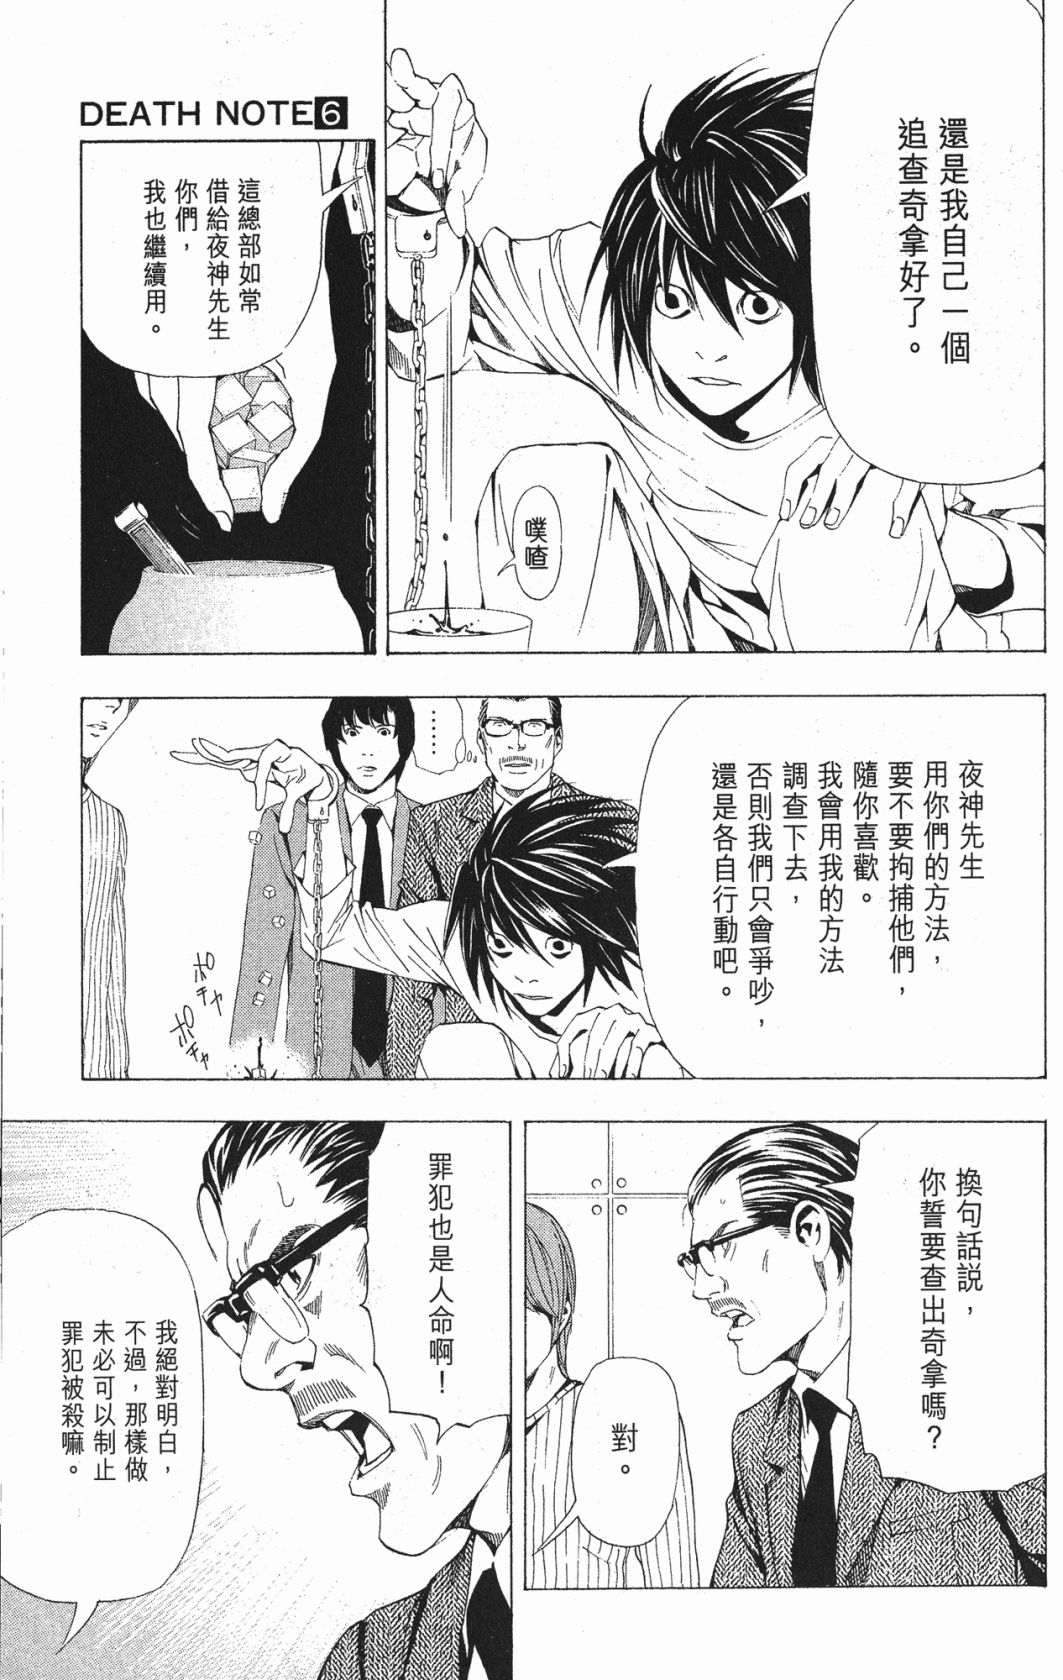 還是我自己一個
追查奇拿好了。
噗喳
DEATH NOTE 6
這總部如常
借給夜神先生
你們，
我也繼續用。
夜神先生
用你們的方法，
要不要拘捕他們，
隨你喜歡。
我會用我的方法
調查下去，
否則我們只會爭吵，
還是各自行動吧。
……
ポチャ
ポチャ
換句話説，
你誓要查出奇拿嗎？
對。
罪犯也是人命啊！
我絕對明白，
不過，那樣做
未必可以制止
罪犯被殺嘛。